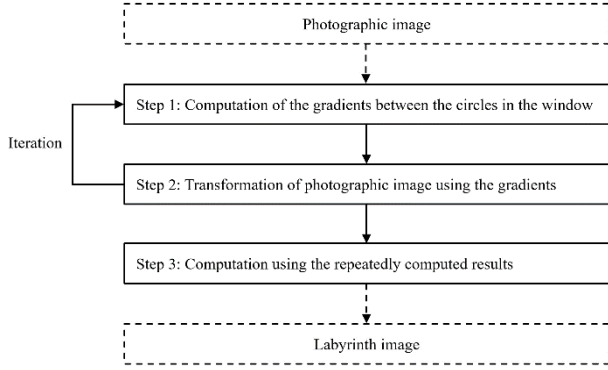 Photographic image
Step 1: Computation of the gradients between the circles in the window
Iteration
Step 2: Transformation of photographic image using the gradients
Step 3: Computation using the repeatedly computed results
Labyrinth image